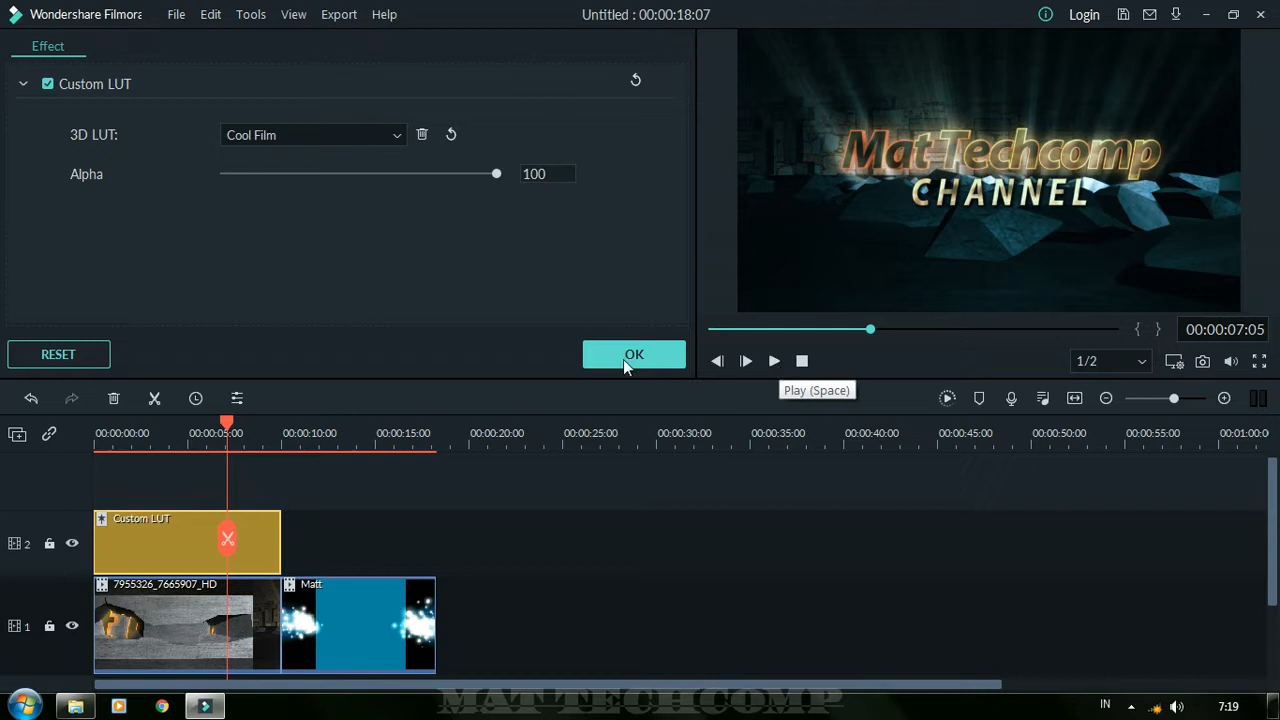 Wondershare Filmora
File
Edit
Tools
View
Export
Help
Untitled : 00:00:18:07
Login
Effect
Custom LUT
3D LUT:
Cool Film
Alpha
100
RESET
OK
Mat Techcomp
CHANNEL
00:00:07:05
1/2
Play (Space)
00:00:00:00
00:00:05:00
00:00:10:00
00:00:15:00
00:00:20:00
00:00:25:00
00:00:30:00
00:00:35:00
00:00:40:00
00:00:45:00
00:00:50:00
00:00:55:00
00:01:00:0
2
Custom LUT
1
7955326_7665907_HD
Matt
MAT TECHCOMP
IN
7:19